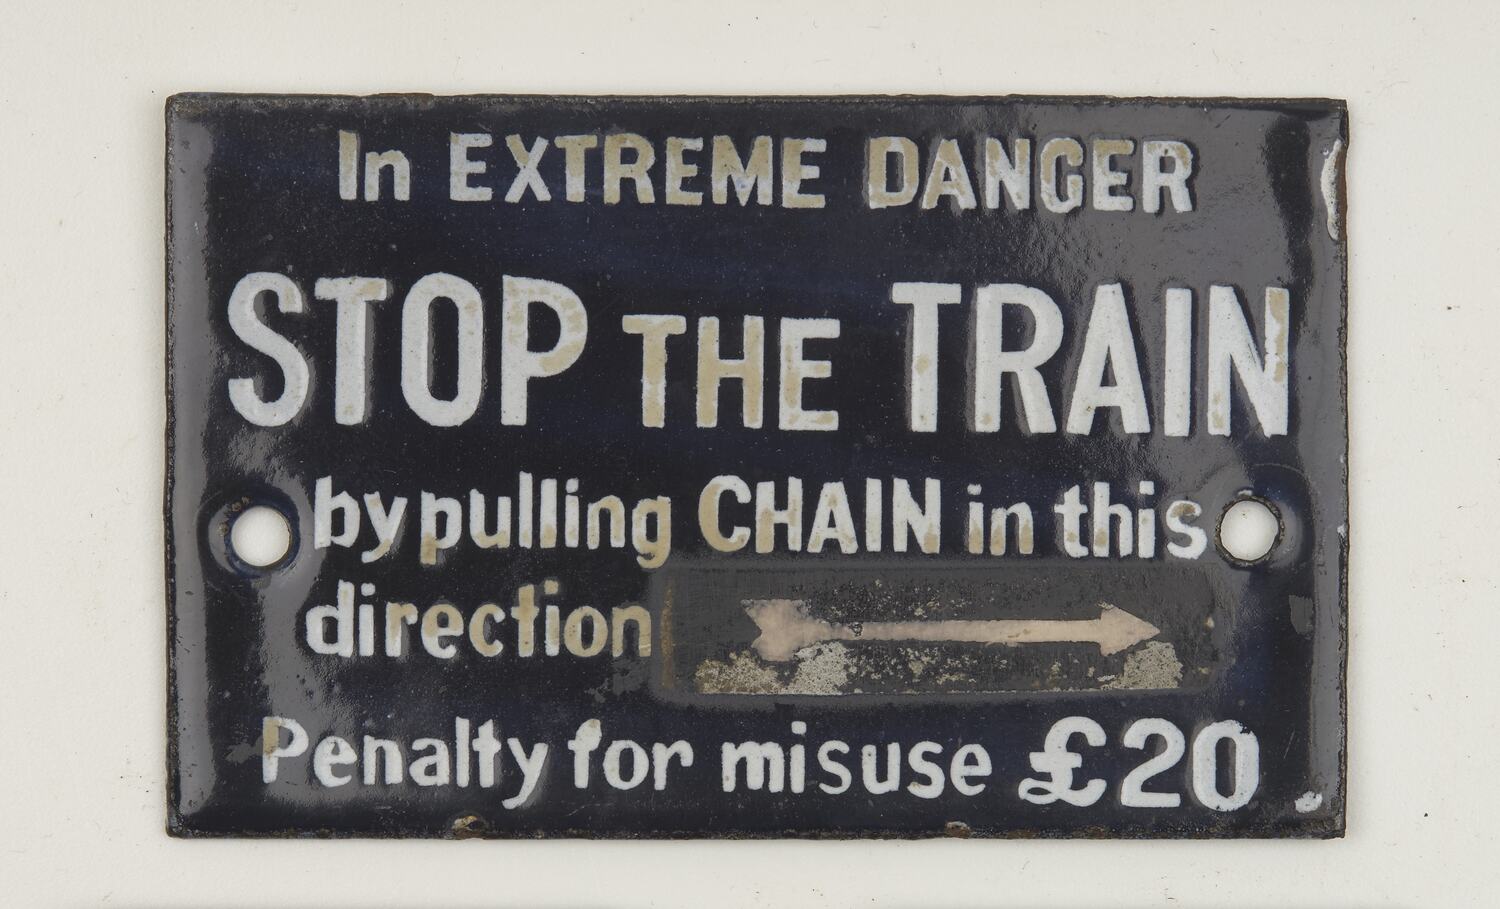 In EXTREME DANGER
STOP THE TRAIN
by pulling CHAIN in this
direction
Penalty for misuse £20